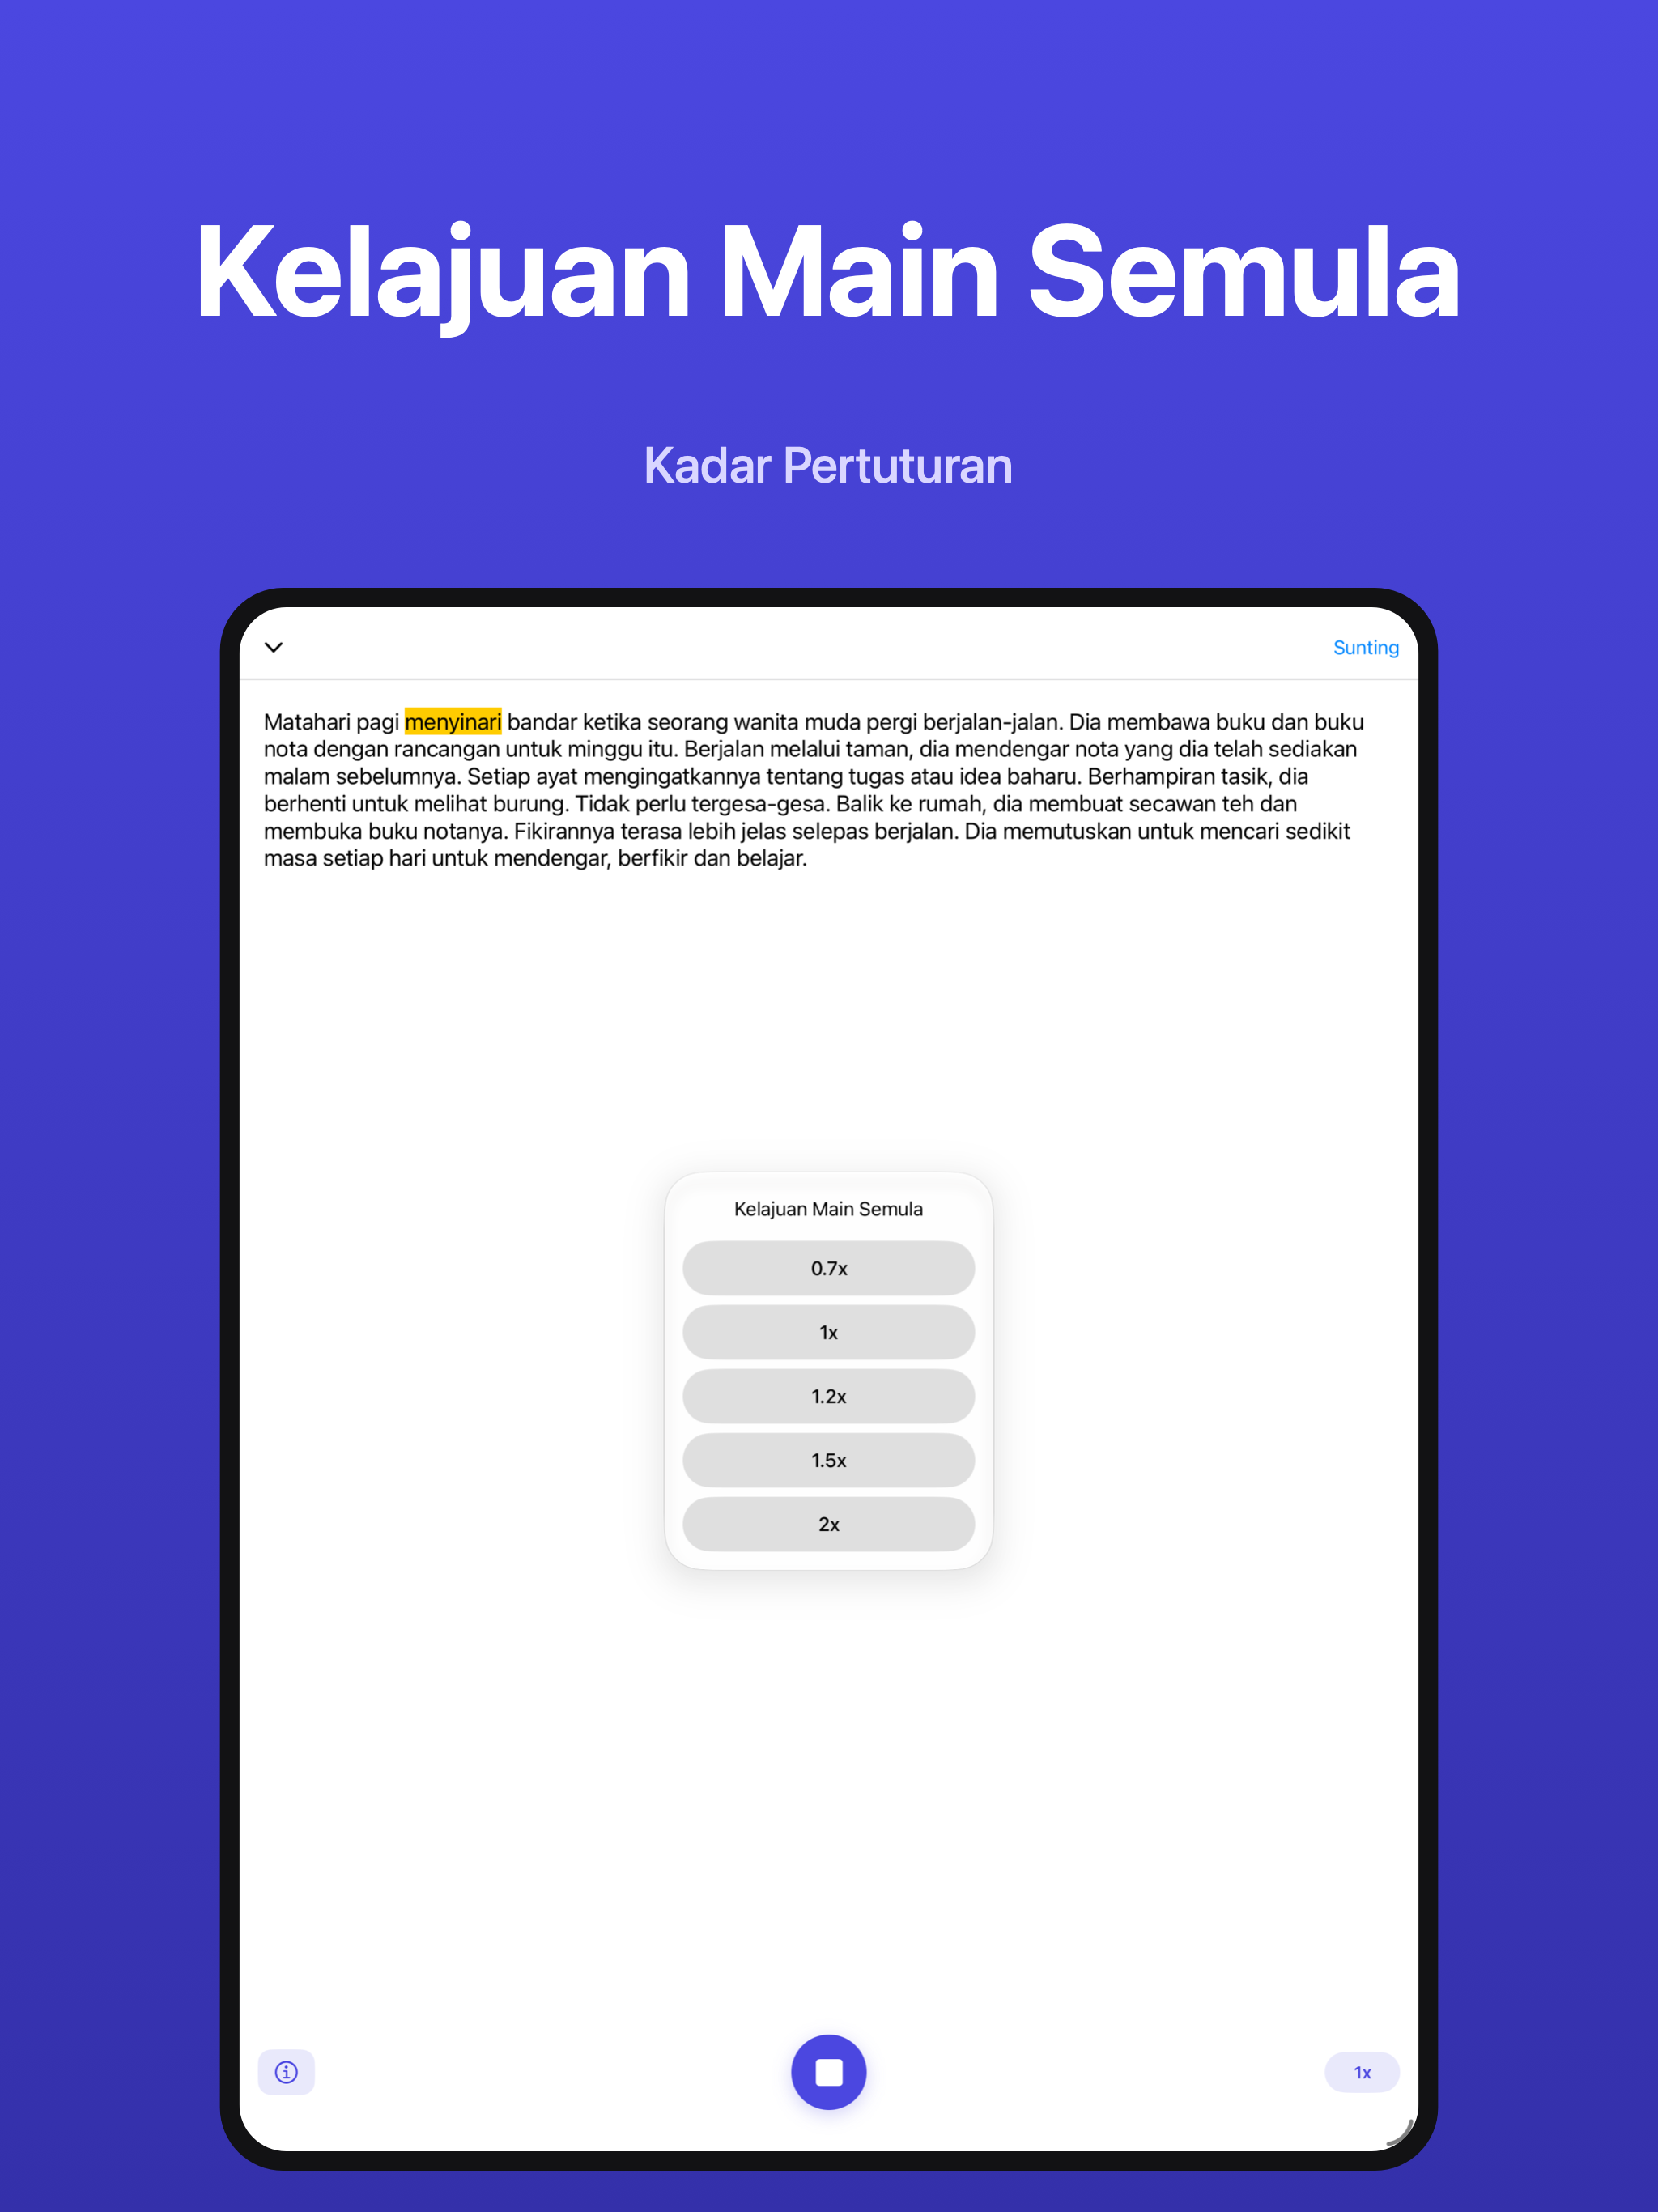 Kelajuan Main Semula
Kadar Pertuturan
Sunting
Matahari pagi menyinari bandar ketika seorang wanita muda pergi berjalan-jalan. Dia membawa buku dan buku
nota dengan rancangan untuk minggu itu. Berjalan melalui taman, dia mendengar nota yang dia telah sediakan
malam sebelumnya. Setiap ayat mengingatkannya tentang tugas atau idea baharu. Berhampiran tasik, dia
berhenti untuk melihat burung. Tidak perlu tergesa-gesa. Balik ke rumah, dia membuat secawan teh dan
membuka buku notanya. Fikirannya terasa lebih jelas selepas berjalan. Dia memutuskan untuk mencari sedikit
masa setiap hari untuk mendengar, berfikir dan belajar.
Kelajuan Main Semula
0.7x
1x
1.2x
1.5x
2x
1x